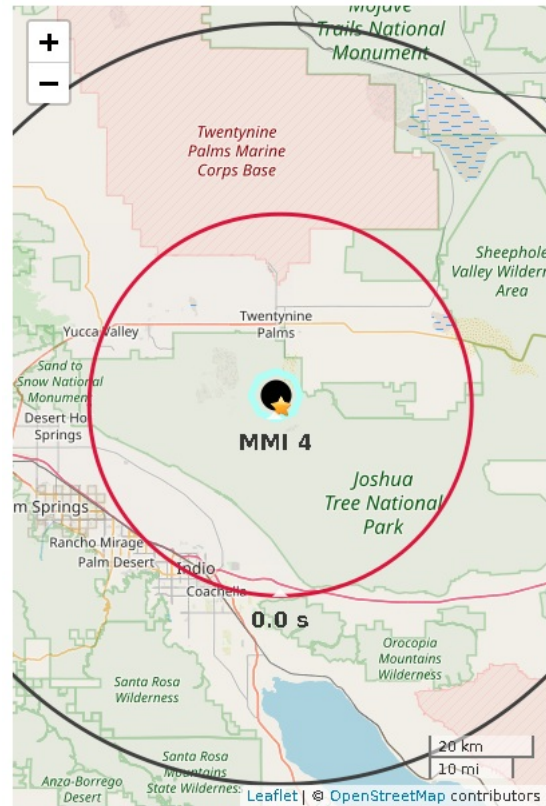 Mojave
Trails National
Monument
+
−
Twentynine
Palms Marine
Corps Base
Sheephole
Valley Wilderne
Area
Twentynine
Palms
Yucca Valley
Sand to
Snow National
Monument
Desert Ho
Springs
MMI 4
Joshua
Tree National
Park
m Springs
Rancho Mirage
Palm Desert
Indio
Coachella
0.0 s
Orocopia
Mountains
Wilderness
Santa Rosa
Wilderness
20 km
10 mi
Santa Rosa
Mountains
State Wilderness
Anza-Borrego
Desert
Leaflet | © OpenStreetMap contributors